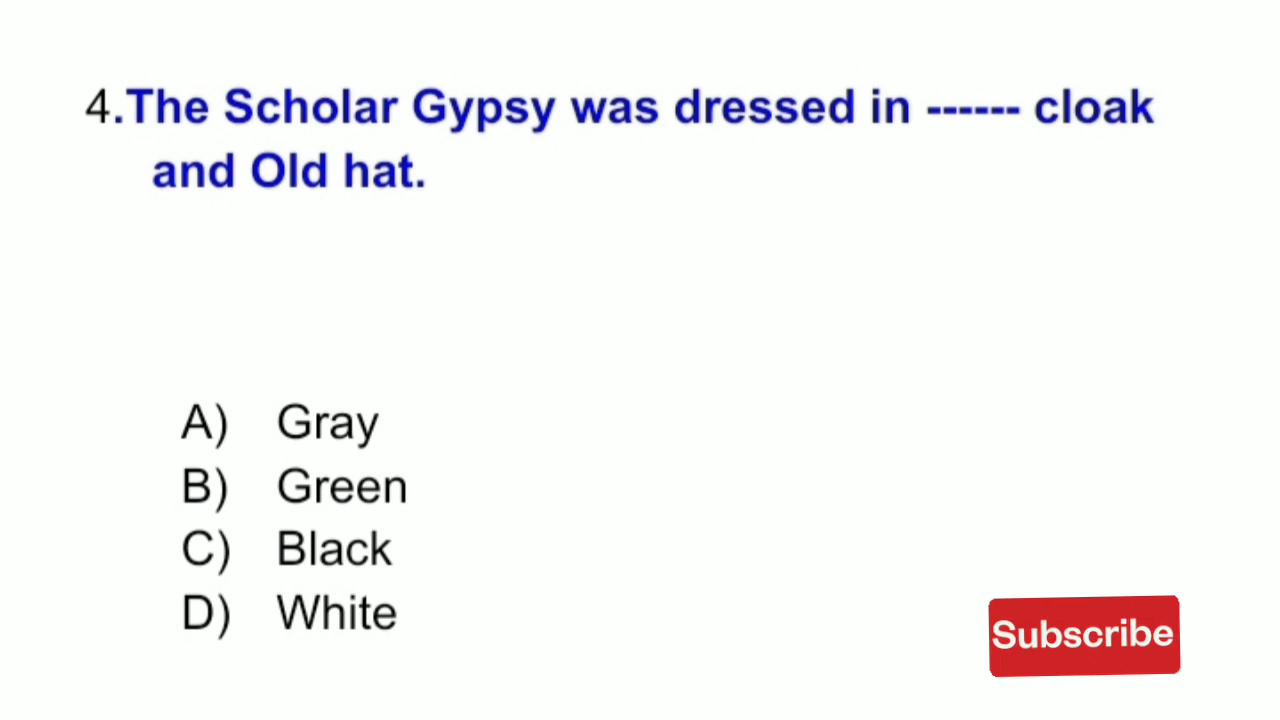 4.The Scholar Gypsy was dressed in ------ cloak
and Old hat.
A) Gray
B) Green
C) Black
D) White
Subscribe